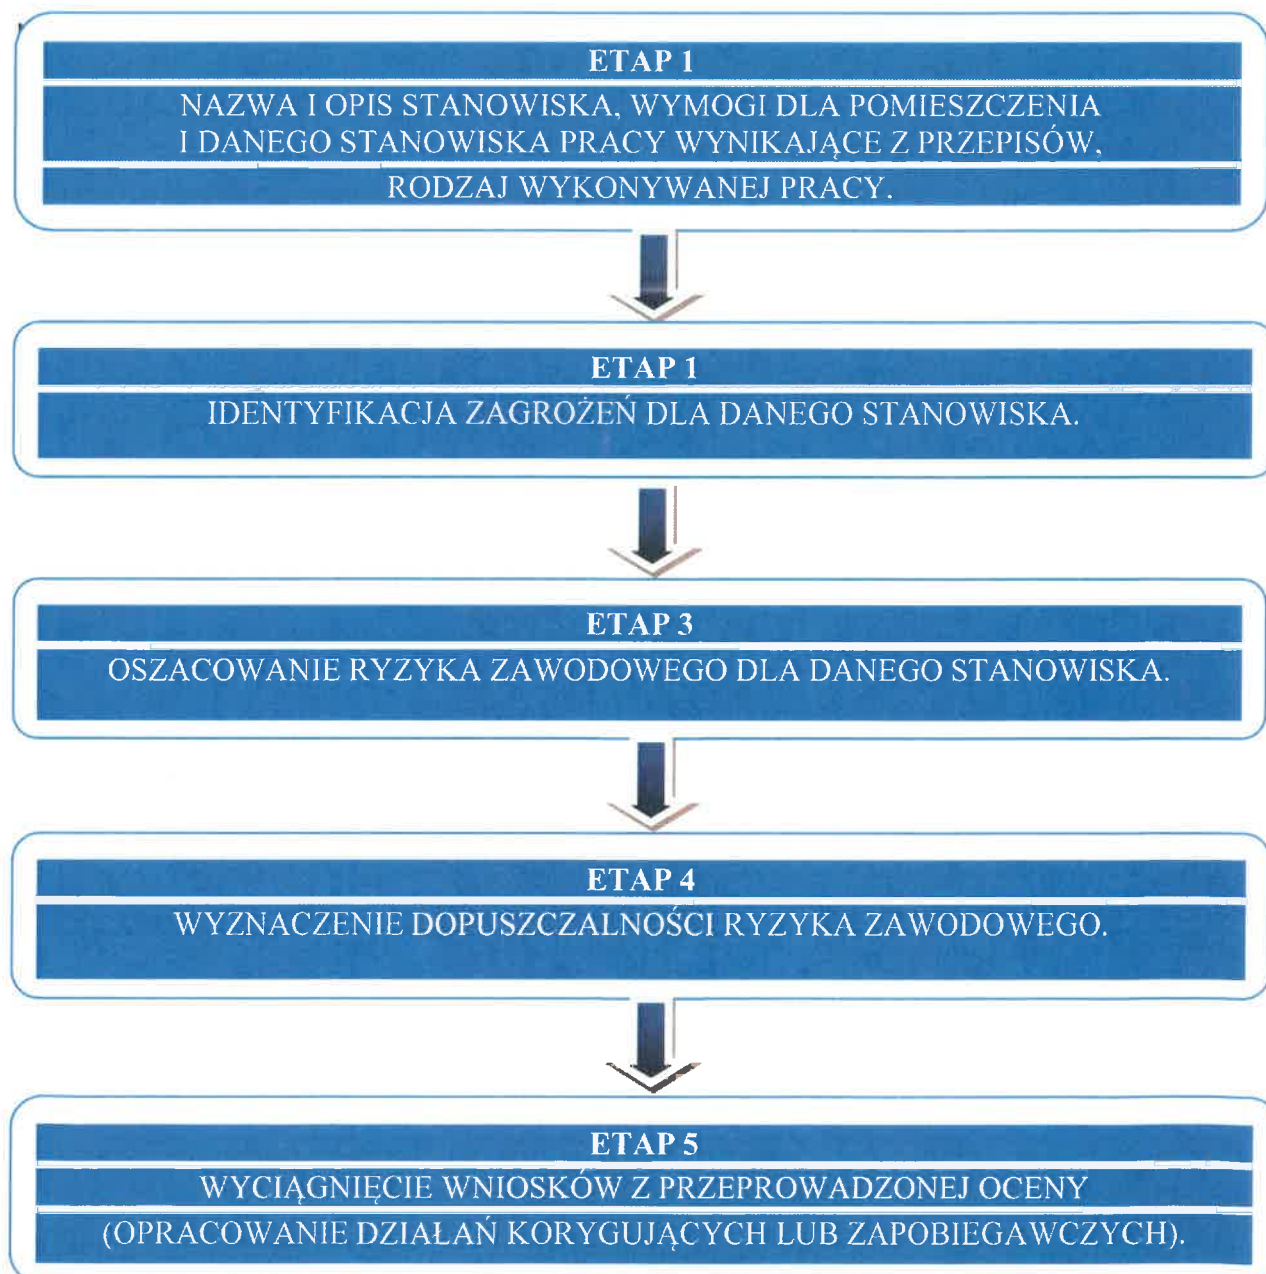 ETAP 1
NAZWA I OPIS STANOWISKA, WYMOGI DLA POMIESZCZENIA
I DANEGO STANOWISKA PRACY WYNIKAJĄCE Z PRZEPISÓW,
RODZAJ WYKONYWANEJ PRACY.
ETAP 1
IDENTYFIKACJA ZAGROŻEŃ DLA DANEGO STANOWISKA.
ETAP 3
OSZACOWANIE RYZYKA ZAWODOWEGO DLA DANEGO STANOWISKA.
ETAP 4
WYZNACZENIE DOPUSZCZALNOŚCI RYZYKA ZAWODOWEGO.
ETAP 5
WYCIĄGNIĘCIE WNIOSKÓW Z PRZEPROWADZONEJ OCENY
(OPRACOWANIE DZIAŁAŃ KORYGUJĄCYCH LUB ZAPOBIEGAWCZYCH).